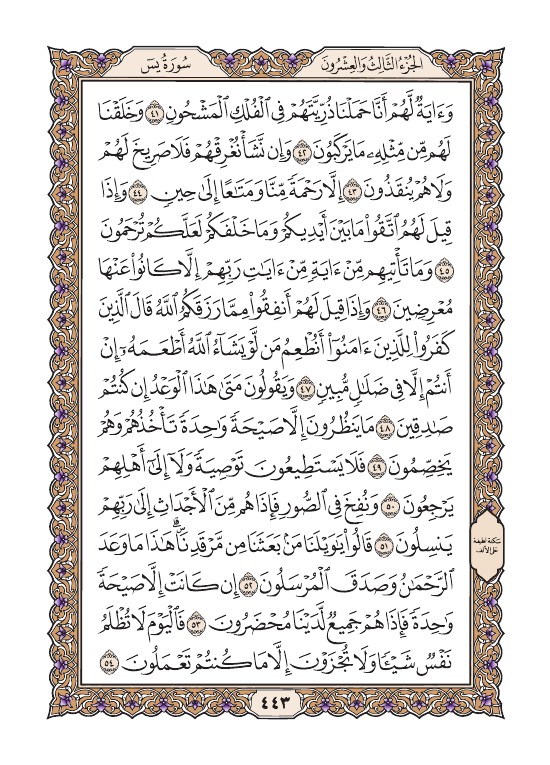 الجُزْءُ الثَّالِثُ وَالعِشْرُونَ
سُورَةُ يسٓ
وَءَايَةٌ لَّهُمْ أَنَّا حَمَلْنَا ذُرِّيَّتَهُمْ فِى ٱلْفُلْكِ ٱلْمَشْحُونِ ٤١ وَخَلَقْنَا
لَهُم مِّن مِّثْلِهِۦ مَا يَرْكَبُونَ ٤٢ وَإِن نَّشَأْ نُغْرِقْهُمْ فَلَا صَرِيخَ لَهُمْ
وَلَا هُمْ يُنقَذُونَ ٤٣ إِلَّا رَحْمَةً مِّنَّا وَمَتَٰعًا إِلَىٰ حِينٍ ٤٤ وَإِذَا
قِيلَ لَهُمُ ٱتَّقُوا۟ مَا بَيْنَ أَيْدِيكُمْ وَمَا خَلْفَكُمْ لَعَلَّكُمْ تُرْحَمُونَ
٤٥ وَمَا تَأْتِيهِم مِّنْ ءَايَةٍ مِّنْ ءَايَٰتِ رَبِّهِمْ إِلَّا كَانُوا۟ عَنْهَا
مُعْرِضِينَ ٤٦ وَإِذَا قِيلَ لَهُمْ أَنفِقُوا۟ مِمَّا رَزَقَكُمُ ٱللَّهُ قَالَ ٱلَّذِينَ
كَفَرُوا۟ لِلَّذِينَ ءَامَنُوٓا۟ أَنُطْعِمُ مَن لَّوْ يَشَآءُ ٱللَّهُ أَطْعَمَهُۥٓ إِنْ
أَنتُمْ إِلَّا فِى ضَلَٰلٍ مُّبِينٍ ٤٧ وَيَقُولُونَ مَتَىٰ هَٰذَا ٱلْوَعْدُ إِن كُنتُمْ
صَٰدِقِينَ ٤٨ مَا يَنظُرُونَ إِلَّا صَيْحَةً وَٰحِدَةً تَأْخُذُهُمْ وَهُمْ
يَخِصِّمُونَ ٤٩ فَلَا يَسْتَطِيعُونَ تَوْصِيَةً وَلَآ إِلَىٰٓ أَهْلِهِمْ
يَرْجِعُونَ ٥٠ وَنُفِخَ فِى ٱلصُّورِ فَإِذَا هُم مِّنَ ٱلْأَجْدَاثِ إِلَىٰ رَبِّهِمْ
يَنسِلُونَ ٥١ قَالُوا۟ يَٰوَيْلَنَا مَنۢ بَعَثَنَا مِن مَّرْقَدِنَاۜ ۗ هَٰذَا مَا وَعَدَ
ٱلرَّحْمَٰنُ وَصَدَقَ ٱلْمُرْسَلُونَ ٥٢ إِن كَانَتْ إِلَّا صَيْحَةً
وَٰحِدَةً فَإِذَا هُمْ جَمِيعٌ لَّدَيْنَا مُحْضَرُونَ ٥٣ فَٱلْيَوْمَ لَا تُظْلَمُ
نَفْسٌ شَيْـًٔا وَلَا تُجْزَوْنَ إِلَّا مَا كُنتُمْ تَعْمَلُونَ ٥٤
سكتة لطيفة
على الألف
٤٤٣